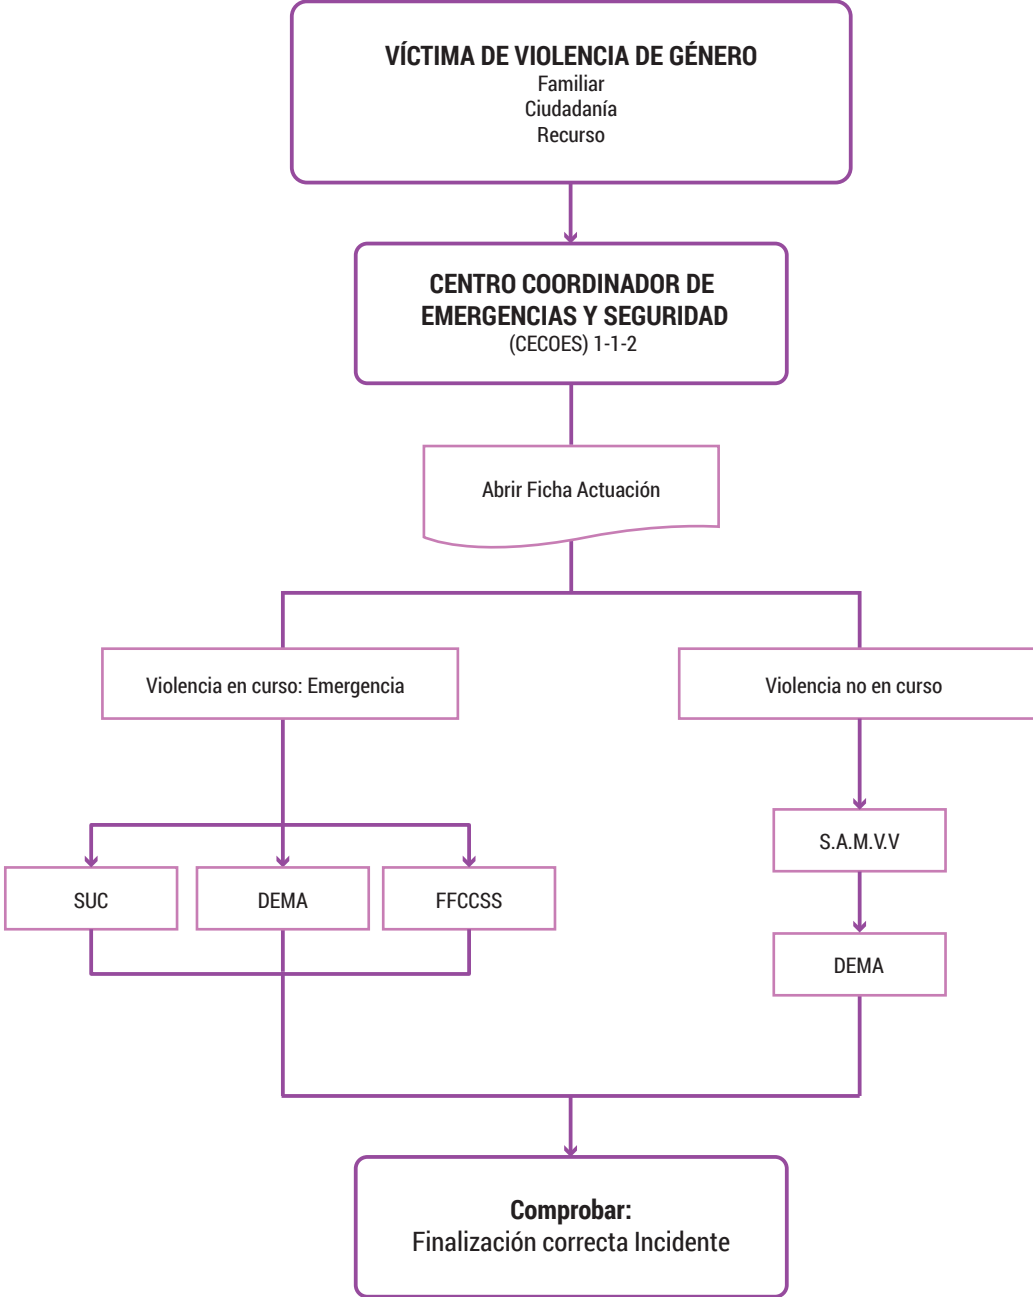 VÍCTIMA DE VIOLENCIA DE GÉNERO
Familiar
Ciudadanía
Recurso
CENTRO COORDINADOR DE
EMERGENCIAS Y SEGURIDAD
(CECOES) 1-1-2
Abrir Ficha Actuación
Violencia en curso: Emergencia
Violencia no en curso
S.A.M.V.V
SUC
DEMA
FFCCSS
DEMA
Comprobar:
Finalización correcta Incidente